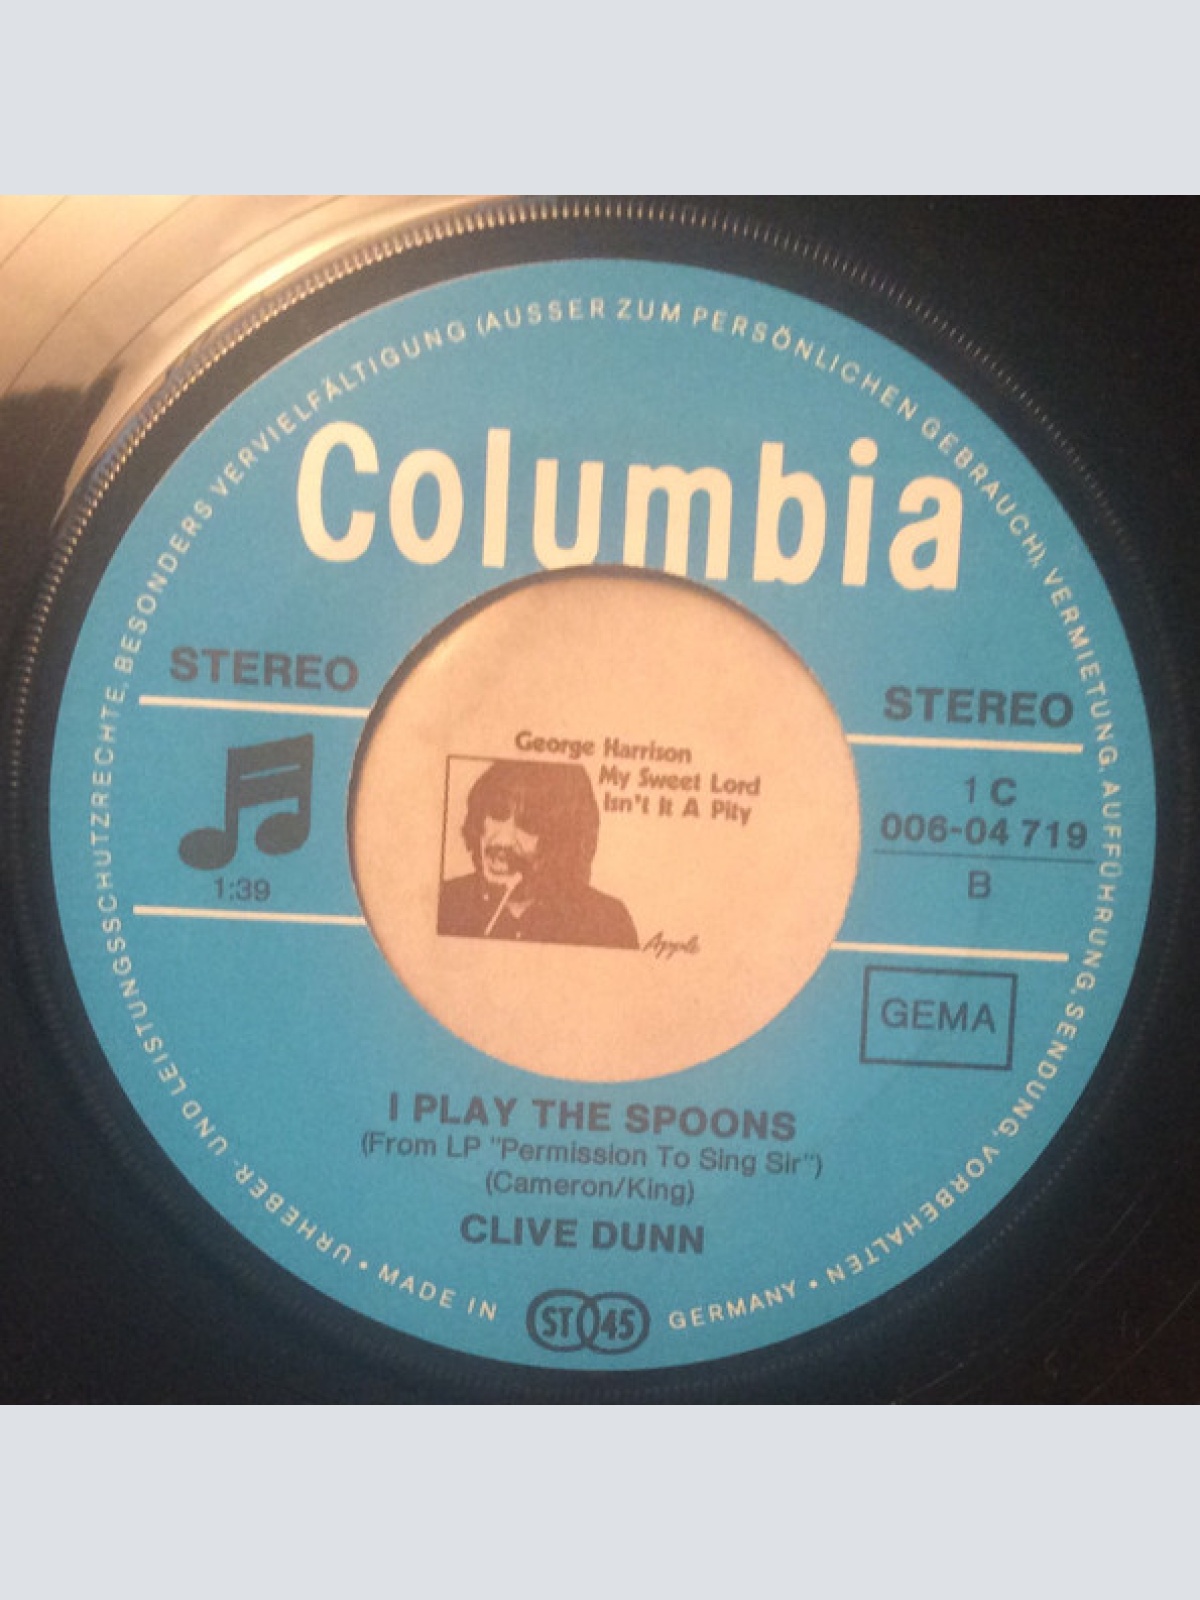 URHEBER- UND LEISTUNGSSCHUTZRECHTE, BESONDERS VERVIELFÄLTIGUNG (AUSSER ZUM PERSÖNLICHEN GEBRAUCH), VERMIETUNG, AUFFÜHRUNG, SENDUNG, VORBEHALTEN •
Columbia
STEREO
STEREO
1:39
1 C
006-04 719
B
GEMA
George Harrison
My Sweet Lord
Isn't It A Pity
Apple
I PLAY THE SPOONS
(From LP "Permission To Sing Sir")
(Cameron/King)
CLIVE DUNN
• MADE IN ST 45 GERMANY